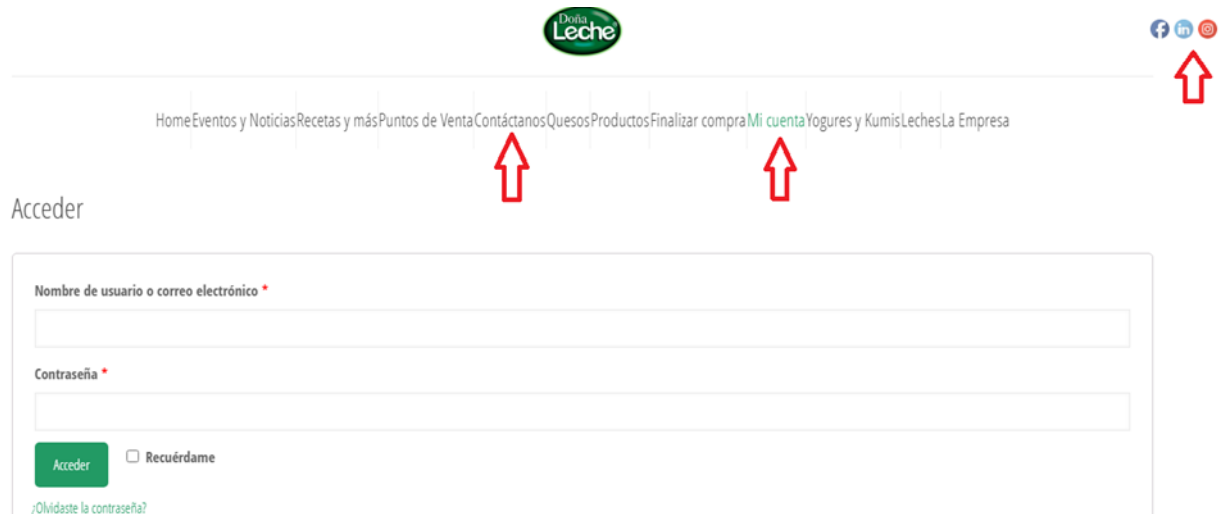 Doña
Leche
Home Eventos y Noticias Recetas y más Puntos de Venta Contáctanos Quesos Productos Finalizar compra Mi cuenta Yogures y Kumis Leches La Empresa
Acceder
Nombre de usuario o correo electrónico *
Contraseña *
Acceder Recuérdame
¿Olvidaste la contraseña?